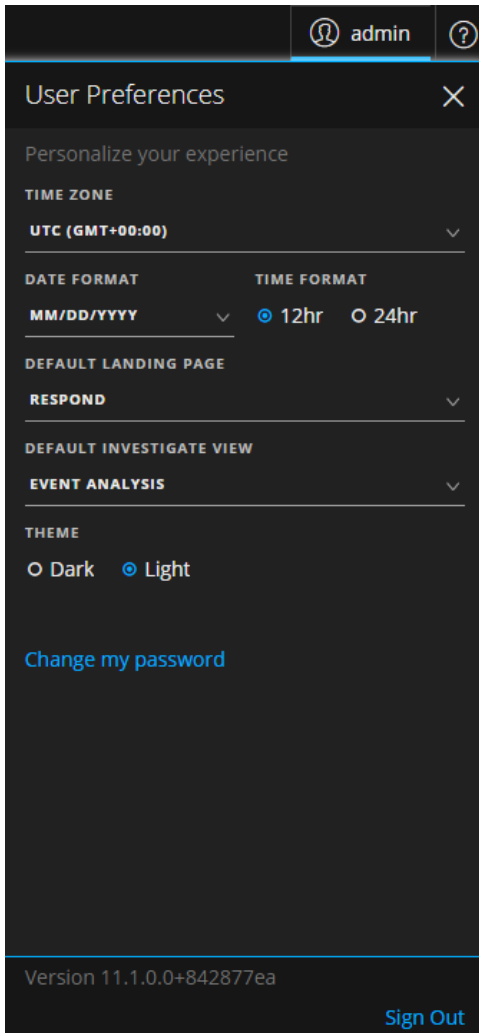 admin ?
User Preferences
Personalize your experience
TIME ZONE
UTC (GMT+00:00)
DATE FORMAT TIME FORMAT
MM/DD/YYYY 12hr 24hr
DEFAULT LANDING PAGE
RESPOND
DEFAULT INVESTIGATE VIEW
EVENT ANALYSIS
THEME
Dark Light
Change my password
Version 11.1.0.0+842877ea
Sign Out